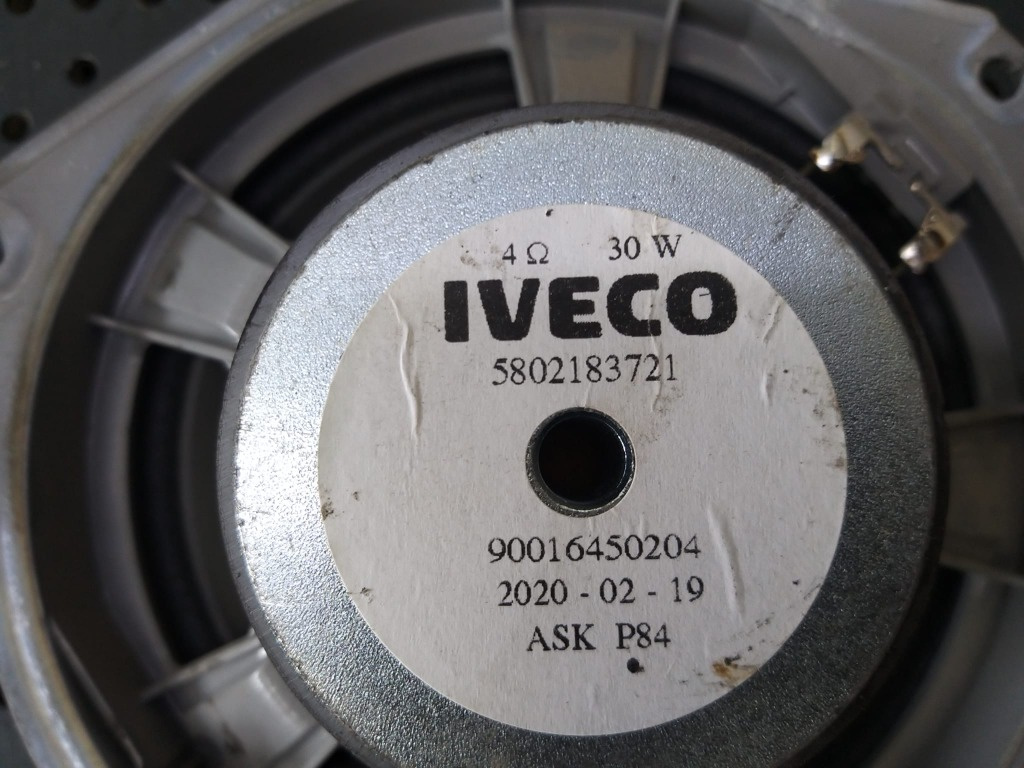 4 Ω 30 W
IVECO
5802183721
90016450204
2020 - 02 - 19
ASK P84